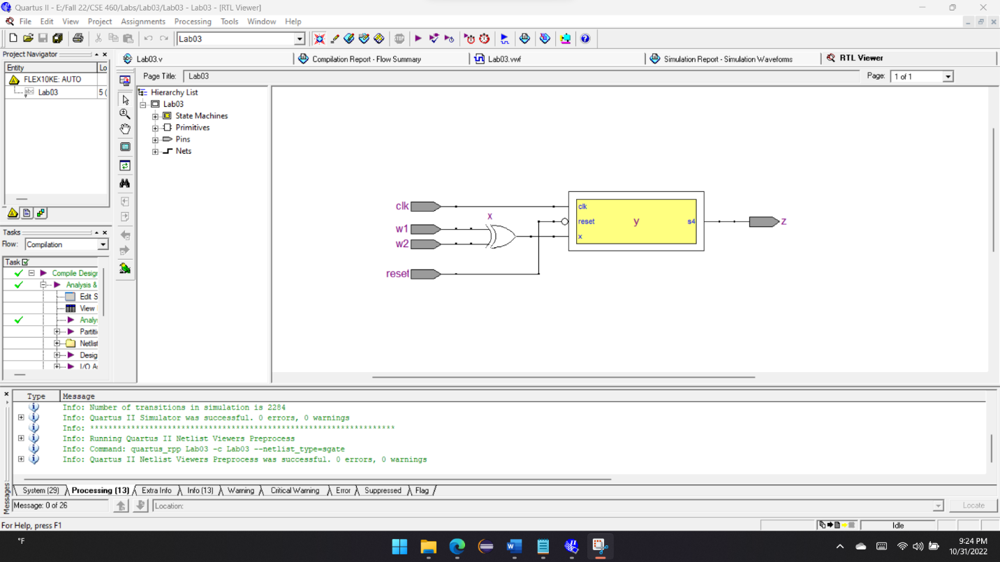 Quartus II - E:/Fall 22/CSE 460/Labs/Lab03/Lab03 - Lab03 - [RTL Viewer]
File Edit View Project Assignments Processing Tools Window Help
Lab03
Project Navigator
Entity Lo
FLEX10KE: AUTO
Lab03 5 (
Lab03.v Compilation Report - Flow Summary Lab03.vwf Simulation Report - Simulation Waveforms RTL Viewer
Page Title: Lab03 Page: 1 of 1
Hierarchy List
Lab03
State Machines
Primitives
Pins
Nets
clk
w1
w2
reset
x
clk
reset
x
y
s4
z
Tasks
Flow: Compilation
Task
Compile Design
Analysis &
Edit S
View
Analy
Partitio
Netlist
Desig
I/O A
Type Message
Info: Number of transitions in simulation is 2284
Info: Quartus II Simulator was successful. 0 errors, 0 warnings
Info: *******************************************************************
Info: Running Quartus II Netlist Viewers Preprocess
Info: Command: quartus_rpp Lab03 -c Lab03 --netlist_type=sgate
Info: Quartus II Netlist Viewers Preprocess was successful. 0 errors, 0 warnings
Messages
System (29) Processing (13) Extra Info Info (13) Warning Critical Warning Error Suppressed Flag
Message: 0 of 26 Location: Locate
For Help, press F1 Idle
°F
9:24 PM
10/31/2022